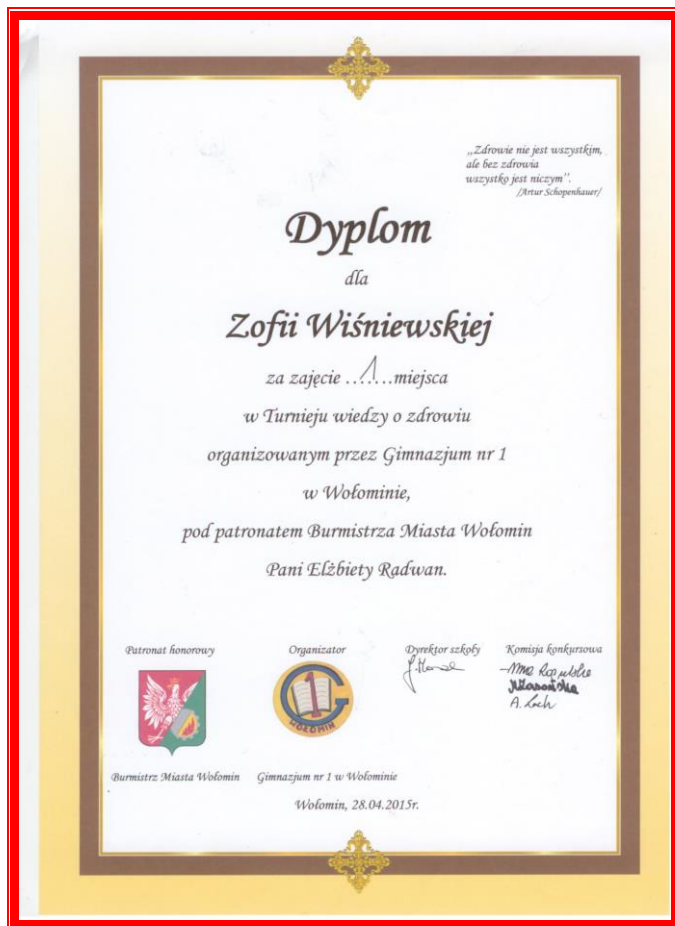 „Zdrowie nie jest wszystkim,
ale bez zdrowia
wszystko jest niczym”.
/Artur Schopenhauer/
Dyplom
dla
Zofii Wiśniewskiej
za zajęcie ...1...miejsca
w Turnieju wiedzy o zdrowiu
organizowanym przez Gimnazjum nr 1
w Wołominie,
pod patronatem Burmistrza Miasta Wołomin
Pani Elżbiety Radwan.
Patronat honorowy
Organizator
Dyrektor szkoły
Komisja konkursowa
A. Loch
1
G
WOŁOMIN
Burmistrz Miasta Wołomin
Gimnazjum nr 1 w Wołominie
Wołomin, 28.04.2015r.